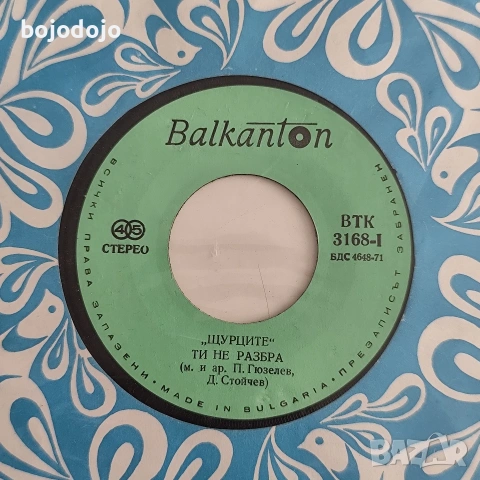 bojodojo
Balkanton
ВСИЧКИ ПРАВА ЗАПАЗЕНИ · MADE IN BULGARIA · ПРЕЗАПИСЪТ ЗАБРАНЕН
45
СТЕРЕО
ВТК
3168-I
БДС 4648-71
„ЩУРЦИТЕ“
ТИ НЕ РАЗБРА
(м. и ар. П. Гюзелев,
Д. Стойчев)
BAZAR